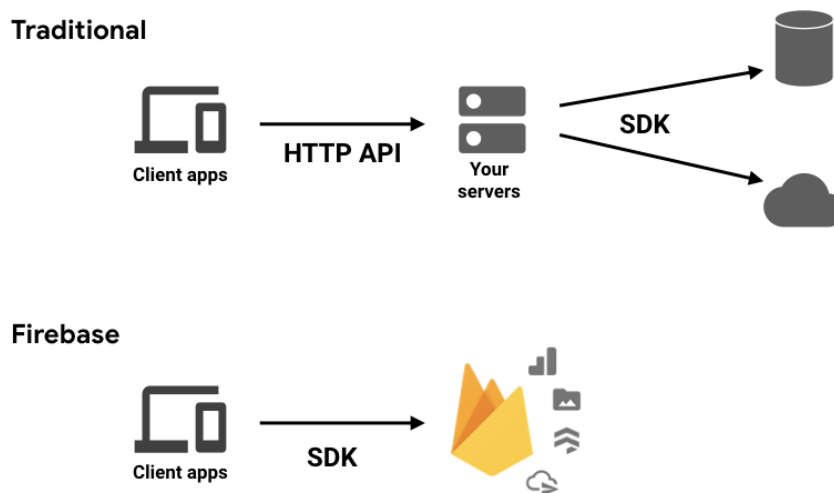 Traditional
Client apps
HTTP API
Your
servers
SDK
Firebase
Client apps
SDK